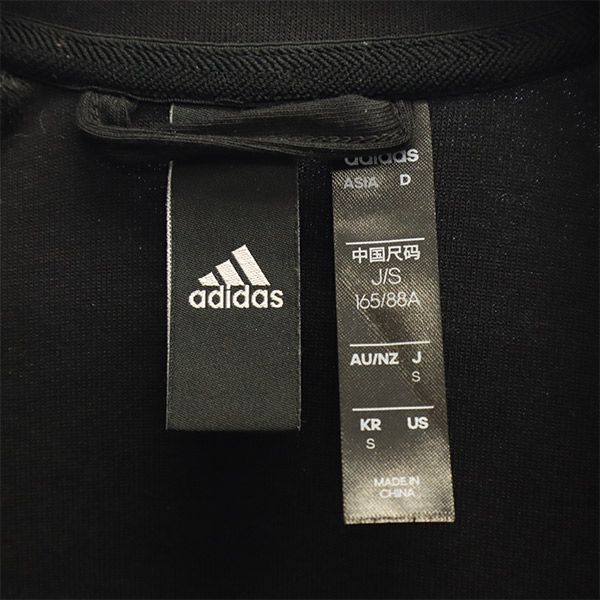 adidas
adidas
ASIA D
中国尺码
J/S
165/88A
AU/NZ J
S
KR US
S
MADE IN
CHINA